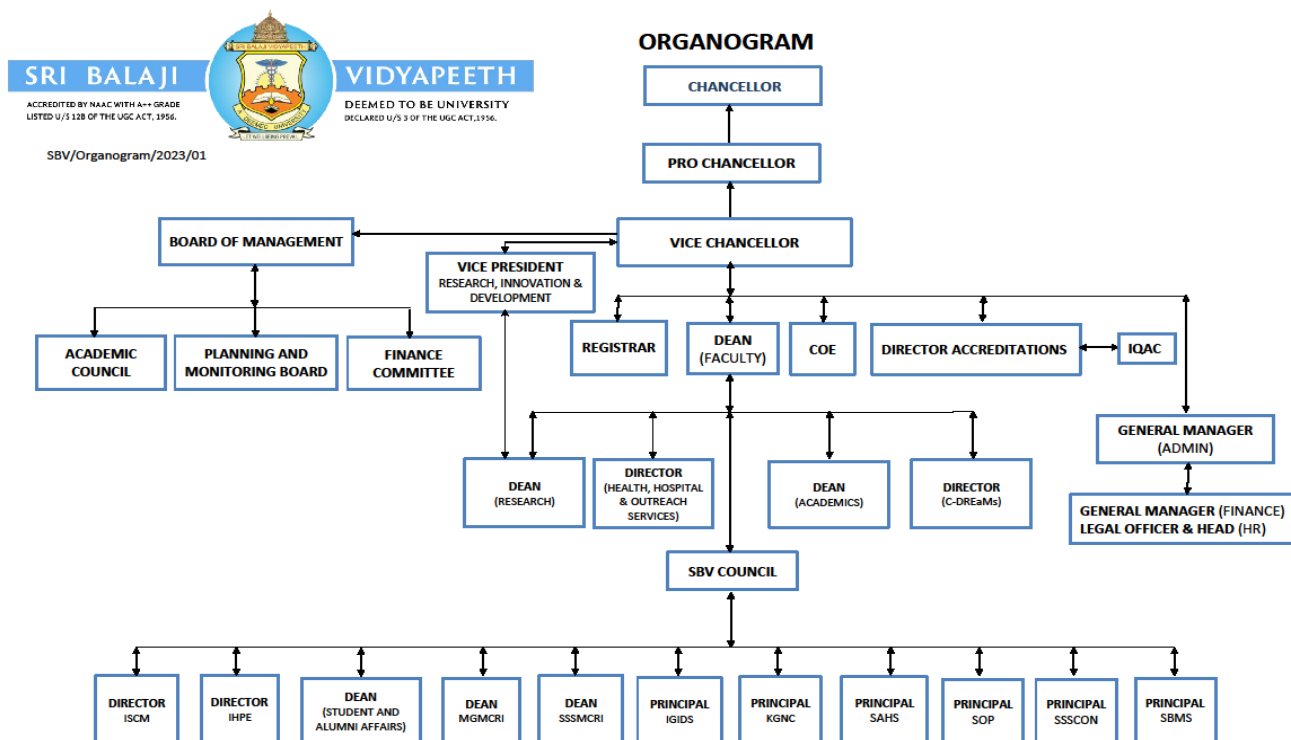 ORGANOGRAM
SRI BALAJI VIDYAPEETH
SRI BALAJI VIDYAPEETH
ACCREDITED BY NAAC WITH A++ GRADE
LISTED U/S 12B OF THE UGC ACT, 1956.
DEEMED TO BE UNIVERSITY
DECLARED U/S 3 OF THE UGC ACT,1956.
SBV/Organogram/2023/01
CHANCELLOR
PRO CHANCELLOR
BOARD OF MANAGEMENT
VICE CHANCELLOR
VICE PRESIDENT
RESEARCH, INNOVATION &
DEVELOPMENT
ACADEMIC
COUNCIL
PLANNING AND
MONITORING BOARD
FINANCE
COMMITTEE
REGISTRAR
DEAN
(FACULTY)
COE
DIRECTOR ACCREDITATIONS
IQAC
GENERAL MANAGER
(ADMIN)
DEAN
(RESEARCH)
DIRECTOR
(HEALTH, HOSPITAL
& OUTREACH
SERVICES)
DEAN
(ACADEMICS)
DIRECTOR
(C-DREaMs)
GENERAL MANAGER (FINANCE)
LEGAL OFFICER & HEAD (HR)
SBV COUNCIL
DIRECTOR
ISCM
DIRECTOR
IHPE
DEAN
(STUDENT AND
ALUMNI AFFAIRS)
DEAN
MGMCRI
DEAN
SSSMCRI
PRINCIPAL
IGIDS
PRINCIPAL
KGNC
PRINCIPAL
SAHS
PRINCIPAL
SOP
PRINCIPAL
SSSCON
PRINCIPAL
SBMS